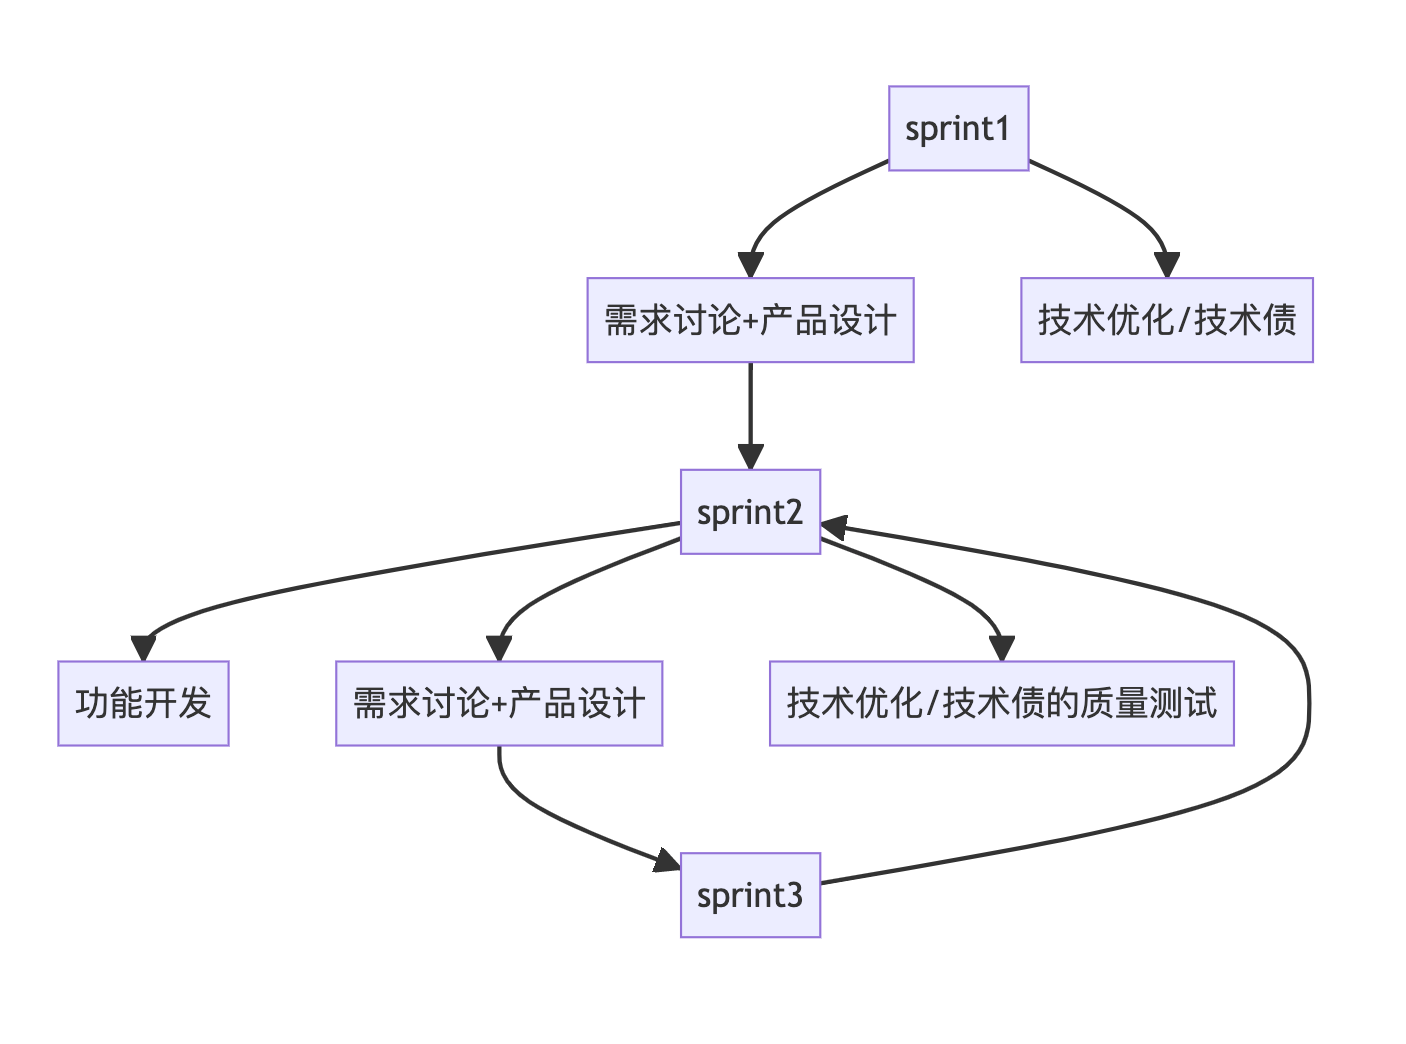 sprint1
需求讨论+产品设计
技术优化/技术债
sprint2
功能开发
需求讨论+产品设计
技术优化/技术债的质量测试
sprint3